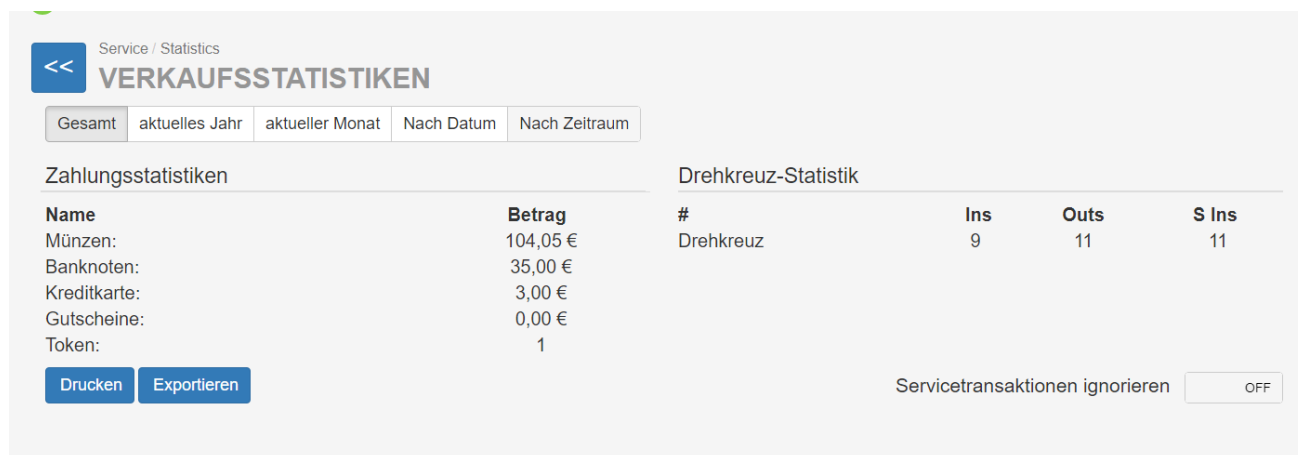 Service / Statistics
<<
VERKAUFSSTATISTIKEN
Gesamt aktuelles Jahr aktueller Monat Nach Datum Nach Zeitraum
Zahlungsstatistiken
Name Betrag
Münzen: 104,05 €
Banknoten: 35,00 €
Kreditkarte: 3,00 €
Gutscheine: 0,00 €
Token: 1
Drucken Exportieren
Drehkreuz-Statistik
# Ins Outs S Ins
Drehkreuz 9 11 11
Servicetransaktionen ignorieren OFF